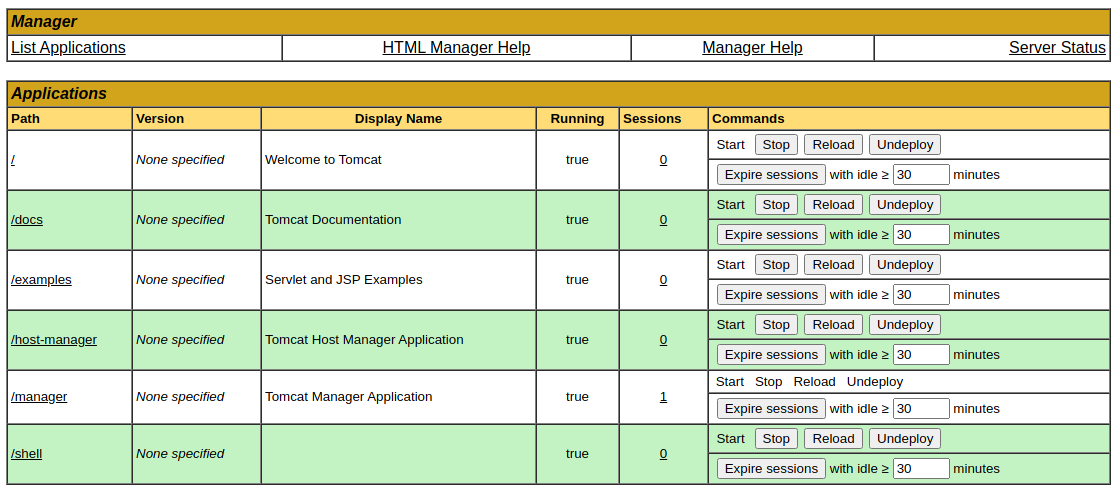 Manager
List Applications HTML Manager Help Manager Help Server Status
Applications
Path Version Display Name Running Sessions Commands
/ None specified Welcome to Tomcat true 0 Start Stop Reload Undeploy
Expire sessions with idle ≥ 30 minutes
/docs None specified Tomcat Documentation true 0 Start Stop Reload Undeploy
Expire sessions with idle ≥ 30 minutes
/examples None specified Servlet and JSP Examples true 0 Start Stop Reload Undeploy
Expire sessions with idle ≥ 30 minutes
/host-manager None specified Tomcat Host Manager Application true 0 Start Stop Reload Undeploy
Expire sessions with idle ≥ 30 minutes
/manager None specified Tomcat Manager Application true 1 Start Stop Reload Undeploy
Expire sessions with idle ≥ 30 minutes
/shell None specified true 0 Start Stop Reload Undeploy
Expire sessions with idle ≥ 30 minutes